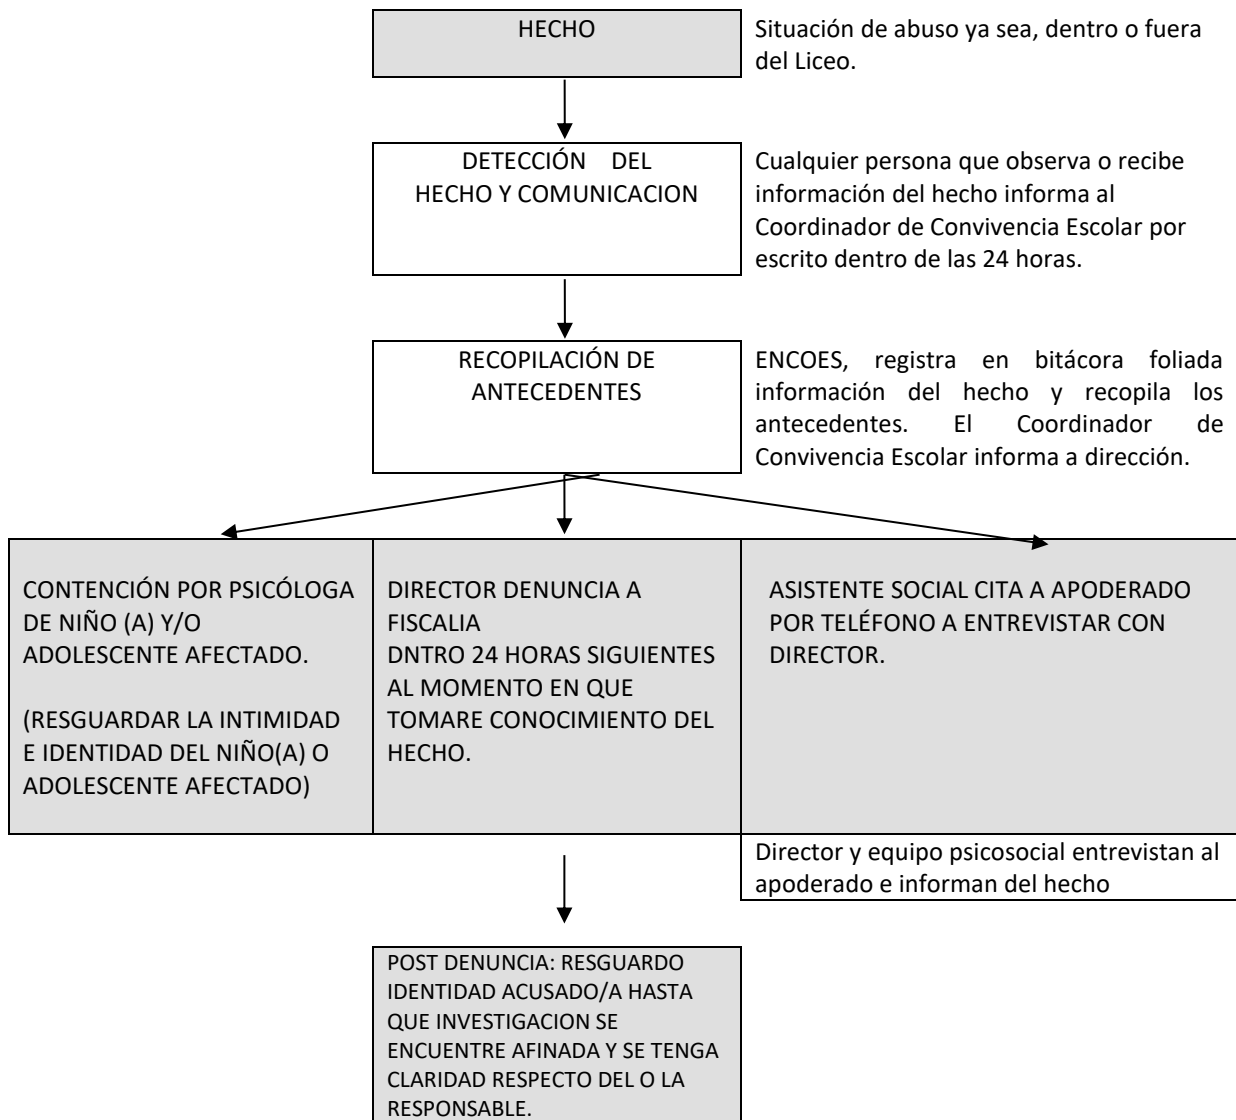 HECHO
Situación de abuso ya sea, dentro o fuera
del Liceo.
DETECCIÓN DEL
HECHO Y COMUNICACION
Cualquier persona que observa o recibe
información del hecho informa al
Coordinador de Convivencia Escolar por
escrito dentro de las 24 horas.
RECOPILACIÓN DE
ANTECEDENTES
ENCOES, registra en bitácora foliada
información del hecho y recopila los
antecedentes. El Coordinador de
Convivencia Escolar informa a dirección.
CONTENCIÓN POR PSICÓLOGA
DE NIÑO (A) Y/O
ADOLESCENTE AFECTADO.
(RESGUARDAR LA INTIMIDAD
E IDENTIDAD DEL NIÑO(A) O
ADOLESCENTE AFECTADO)
DIRECTOR DENUNCIA A
FISCALIA
DNTRO 24 HORAS SIGUIENTES
AL MOMENTO EN QUE
TOMARE CONOCIMIENTO DEL
HECHO.
ASISTENTE SOCIAL CITA A APODERADO
POR TELÉFONO A ENTREVISTAR CON
DIRECTOR.
Director y equipo psicosocial entrevistan al
apoderado e informan del hecho
POST DENUNCIA: RESGUARDO
IDENTIDAD ACUSADO/A HASTA
QUE INVESTIGACION SE
ENCUENTRE AFINADA Y SE TENGA
CLARIDAD RESPECTO DEL O LA
RESPONSABLE.